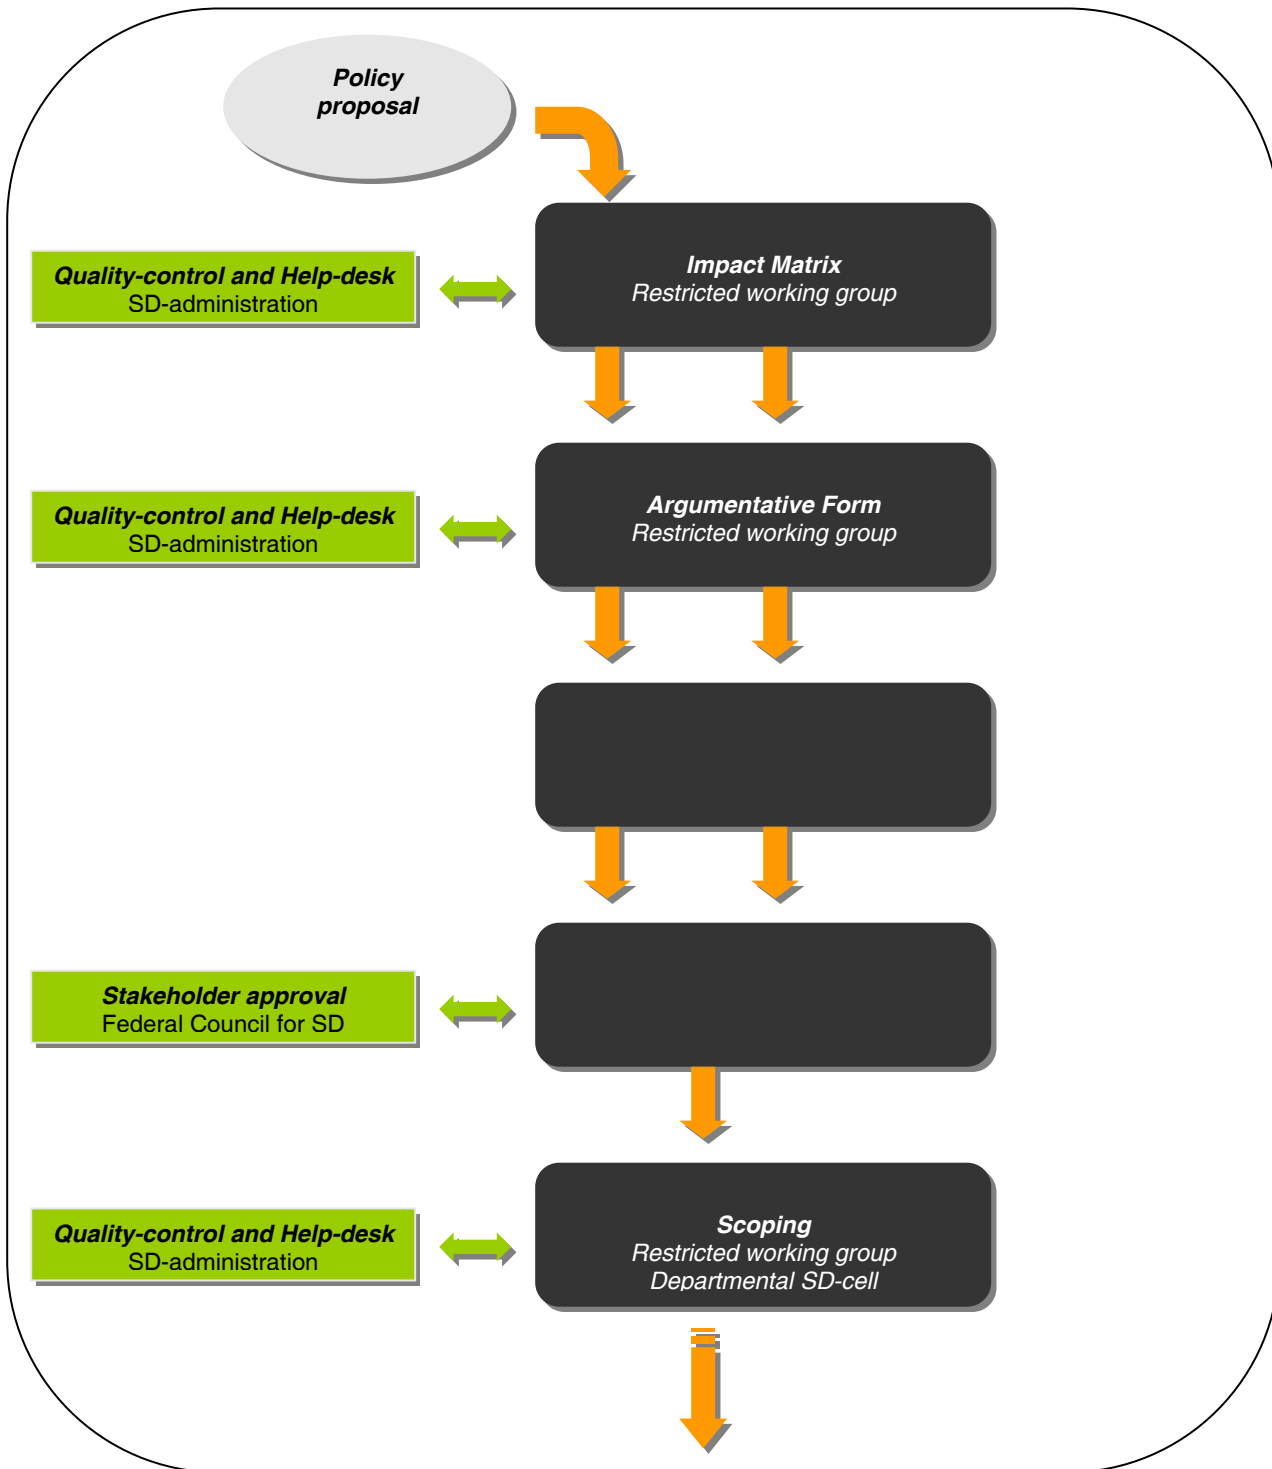 Policy
proposal
Quality-control and Help-desk
SD-administration
Impact Matrix
Restricted working group
Quality-control and Help-desk
SD-administration
Argumentative Form
Restricted working group
Stakeholder approval
Federal Council for SD
Quality-control and Help-desk
SD-administration
Scoping
Restricted working group
Departmental SD-cell